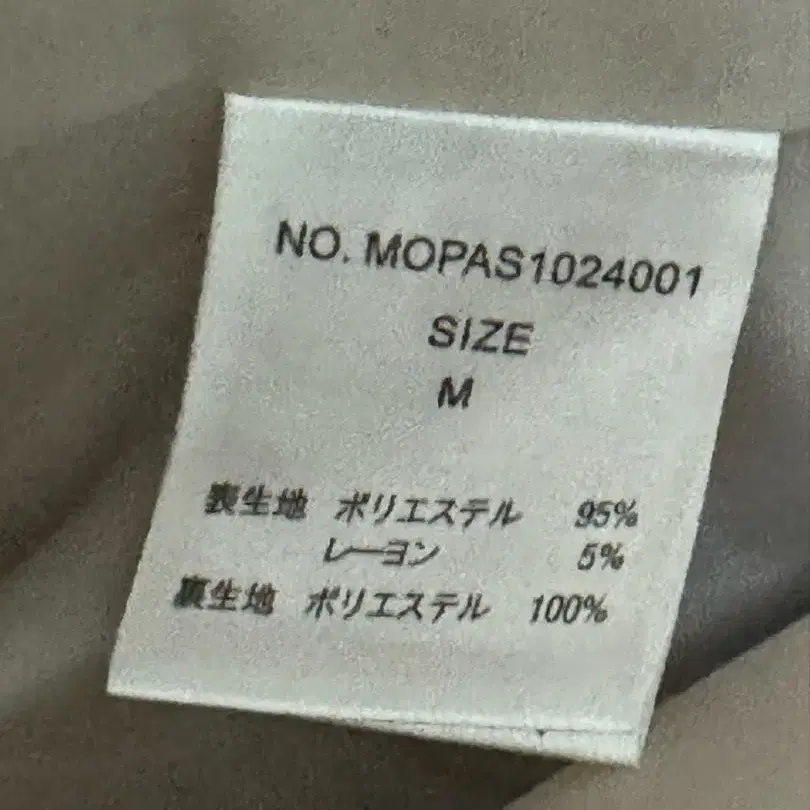 NO. MOPAS1024001
SIZE
M
表生地 ポリエステル 95%
レーヨン 5%
裏生地 ポリエステル 100%